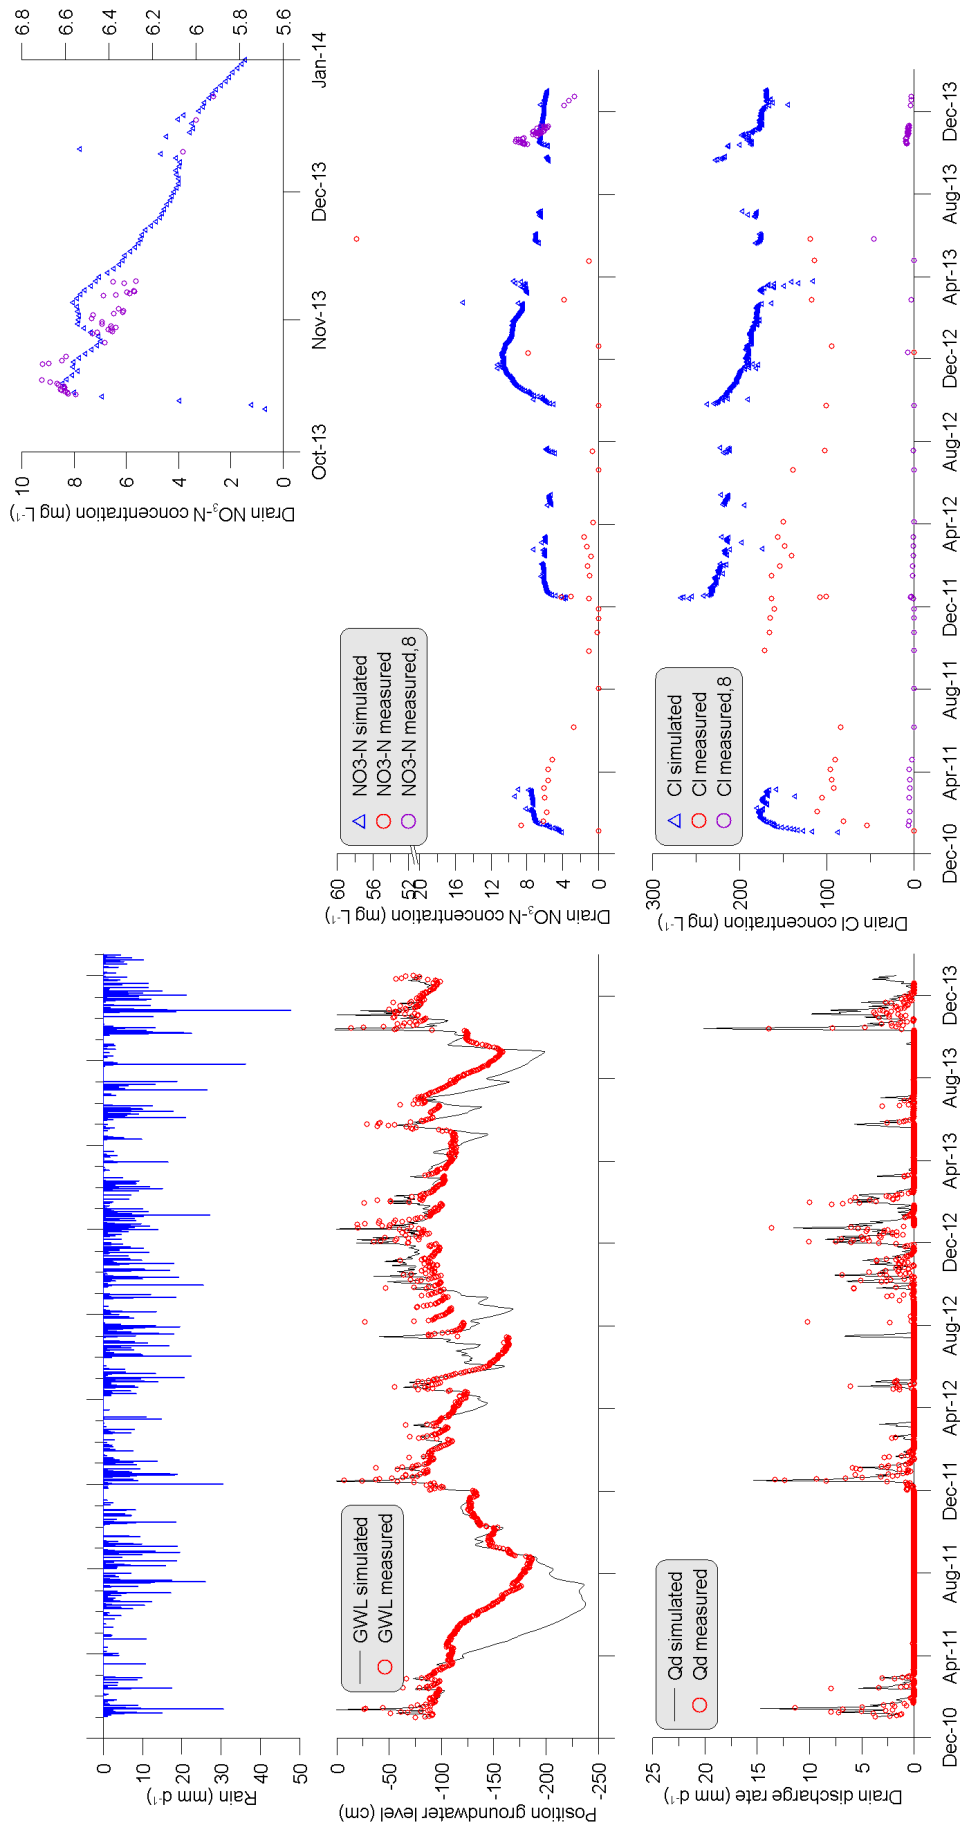 Rain (mm d⁻¹)
0
10
20
30
40
50
Position groundwater level (cm)
0
-50
-100
-150
-200
-250
GWL simulated
GWL measured
Drain discharge rate (mm d⁻¹)
25
20
15
10
5
0
Qd simulated
Qd measured
Dec-10
Apr-11
Aug-11
Dec-11
Apr-12
Aug-12
Dec-12
Apr-13
Aug-13
Dec-13
Drain NO₃-N concentration (mg L⁻¹)
10
8
6
4
2
0
6.8
6.6
6.4
6.2
6
5.8
5.6
Oct-13
Nov-13
Dec-13
Jan-14
Drain NO₃-N concentration (mg L⁻¹)
60
56
52
20
16
12
8
4
0
NO3-N simulated
NO3-N measured
NO3-N measured,8
Drain Cl concentration (mg L⁻¹)
300
200
100
0
Cl simulated
Cl measured
Cl measured,8
Dec-10
Apr-11
Aug-11
Dec-11
Apr-12
Aug-12
Dec-12
Apr-13
Aug-13
Dec-13